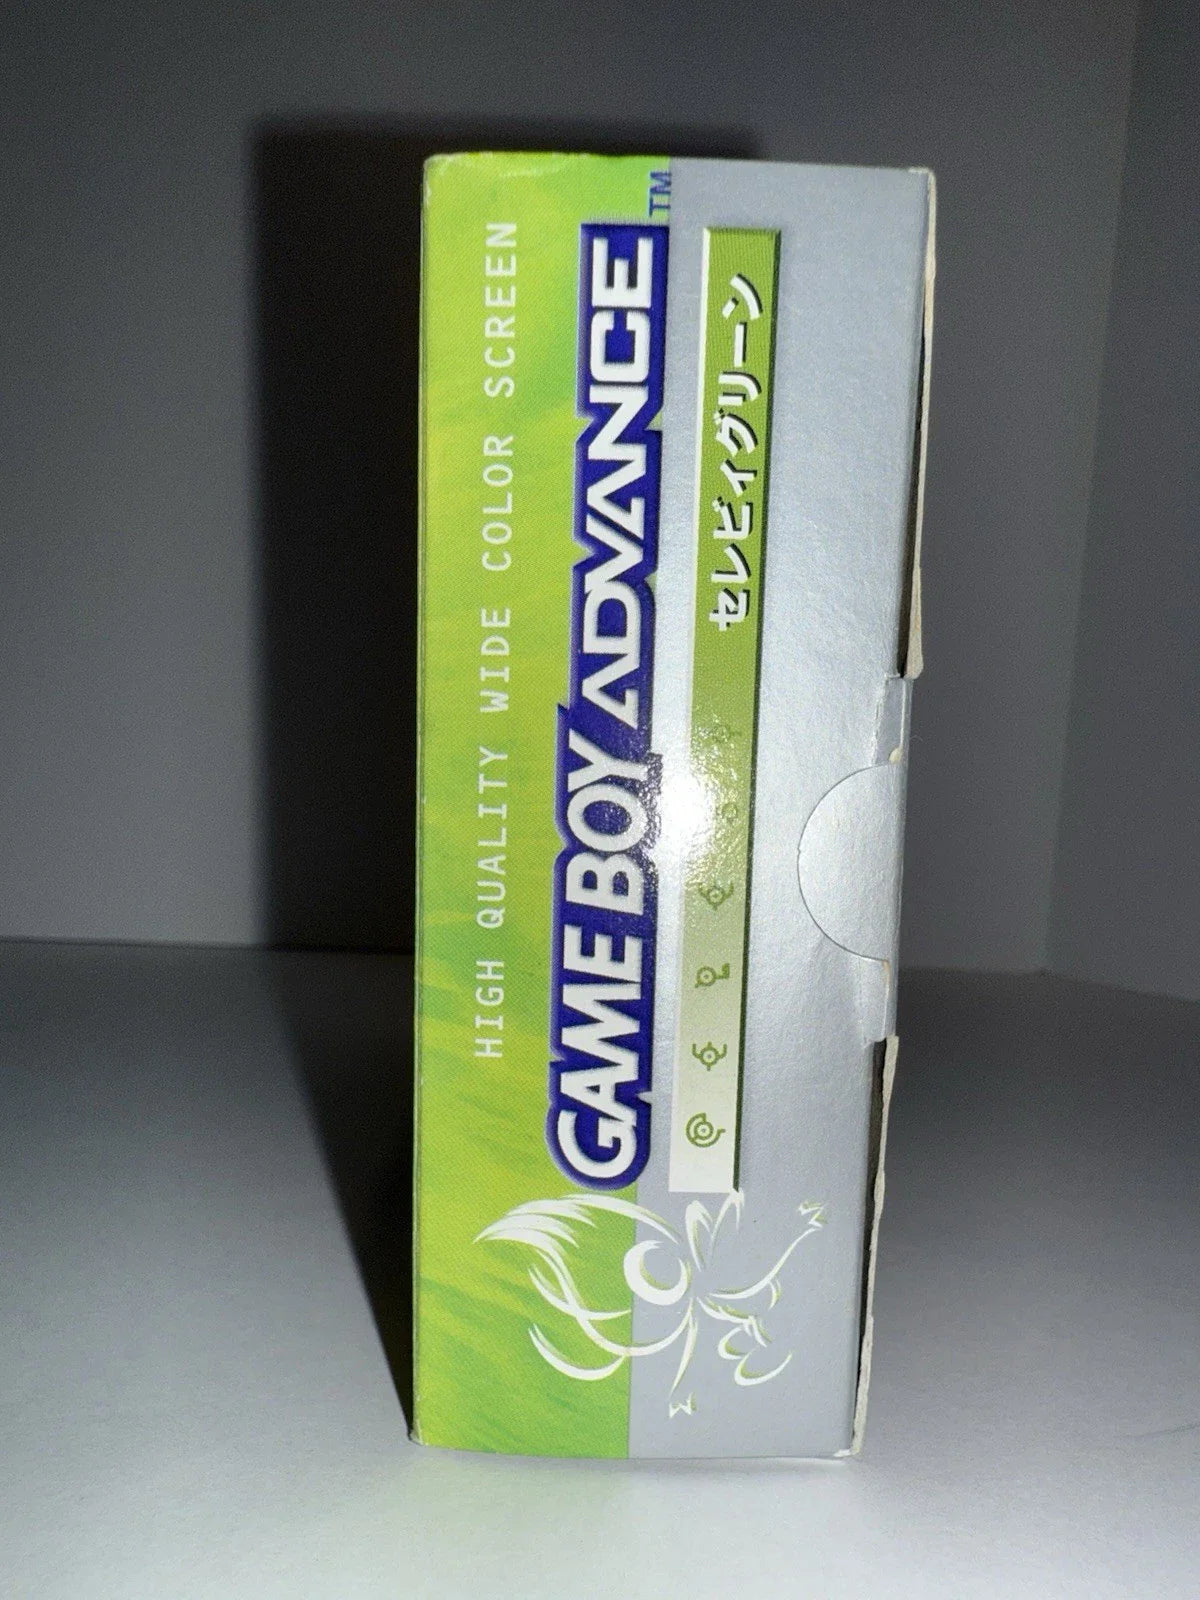 HIGH QUALITY WIDE COLOR SCREEN
GAME BOY ADVANCE™
セレビィグリーン